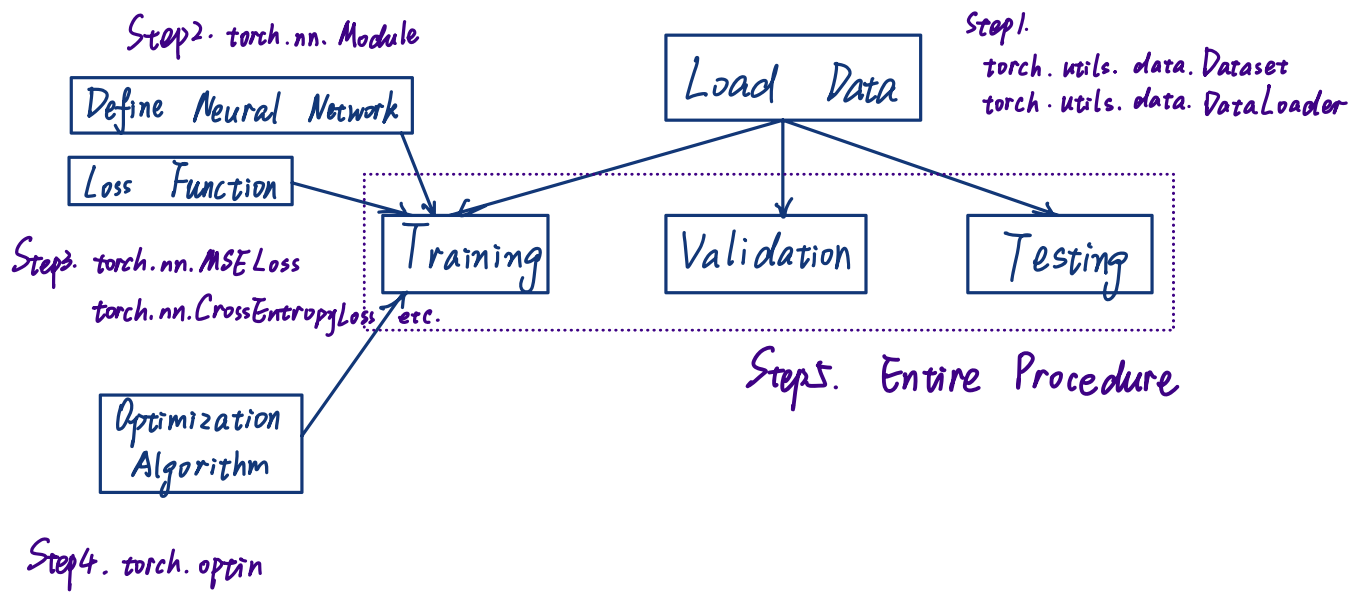 Step2. torch.nn.Module
Define Neural Network
Loss Function
Step1.
torch.utils.data.Dataset
torch.utils.data.DataLoader
Load Data
Training
Validation
Testing
Step3. torch.nn.MSELoss
torch.nn.CrossEntropyLoss etc.
Step5. Entire Procedure
Optimization
Algorithm
Step4. torch.optin